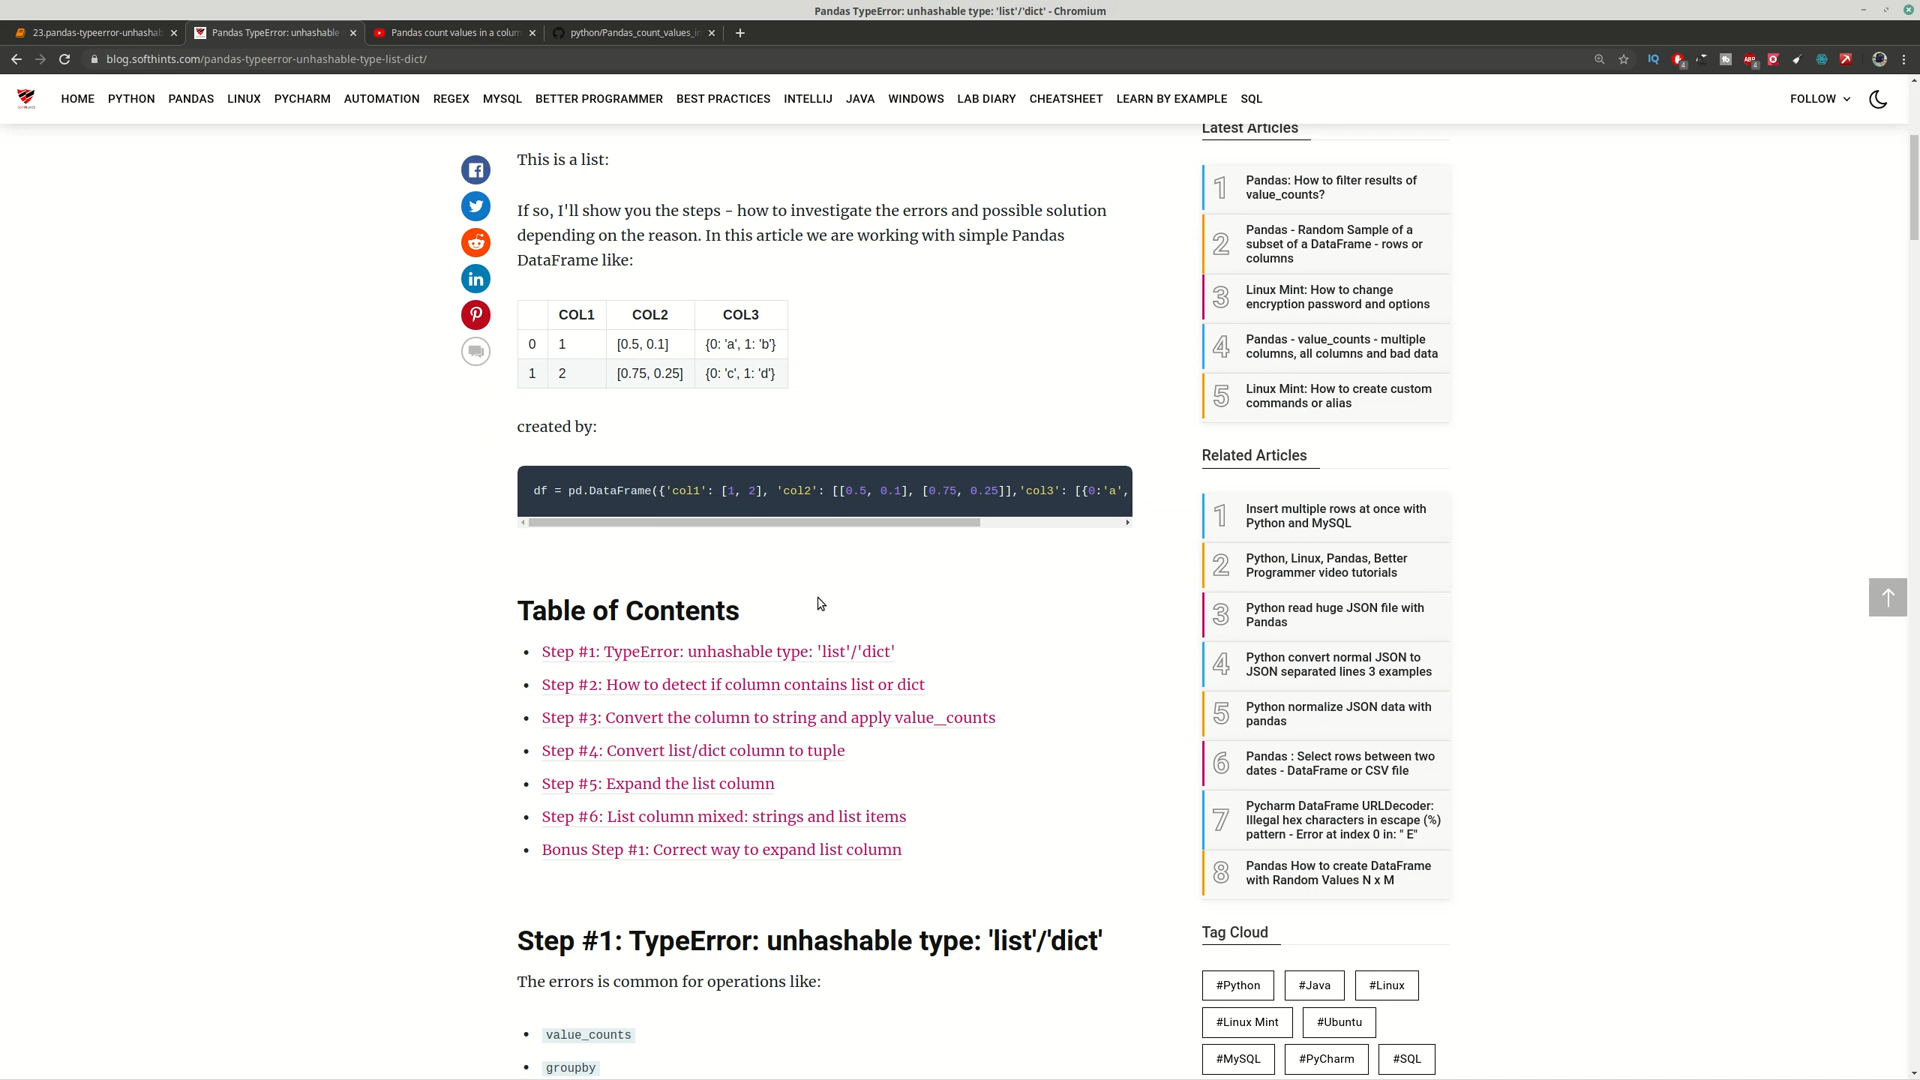 Pandas TypeError: unhashable type: 'list'/'dict' - Chromium
23.pandas-typeerror-unhashab
Pandas TypeError: unhashable
Pandas count values in a colum
python/Pandas_count_values_in
blog.softhints.com/pandas-typeerror-unhashable-type-list-dict/
HOME PYTHON PANDAS LINUX PYCHARM AUTOMATION REGEX MYSQL BETTER PROGRAMMER BEST PRACTICES INTELLIJ JAVA WINDOWS LAB DIARY CHEATSHEET LEARN BY EXAMPLE SQL
FOLLOW
This is a list:
If so, I'll show you the steps - how to investigate the errors and possible solution
depending on the reason. In this article we are working with simple Pandas
DataFrame like:
COL1 COL2 COL3
0 1 [0.5, 0.1] {0: 'a', 1: 'b'}
1 2 [0.75, 0.25] {0: 'c', 1: 'd'}
created by:
df = pd.DataFrame({'col1': [1, 2], 'col2': [[0.5, 0.1], [0.75, 0.25]],'col3': [{0:'a',
Table of Contents
• Step #1: TypeError: unhashable type: 'list'/'dict'
• Step #2: How to detect if column contains list or dict
• Step #3: Convert the column to string and apply value_counts
• Step #4: Convert list/dict column to tuple
• Step #5: Expand the list column
• Step #6: List column mixed: strings and list items
• Bonus Step #1: Correct way to expand list column
Step #1: TypeError: unhashable type: 'list'/'dict'
The errors is common for operations like:
• value_counts
• groupby
Latest Articles
1 Pandas: How to filter results of
value_counts?
2 Pandas - Random Sample of a
subset of a DataFrame - rows or
columns
3 Linux Mint: How to change
encryption password and options
4 Pandas - value_counts - multiple
columns, all columns and bad data
5 Linux Mint: How to create custom
commands or alias
Related Articles
1 Insert multiple rows at once with
Python and MySQL
2 Python, Linux, Pandas, Better
Programmer video tutorials
3 Python read huge JSON file with
Pandas
4 Python convert normal JSON to
JSON separated lines 3 examples
5 Python normalize JSON data with
pandas
6 Pandas : Select rows between two
dates - DataFrame or CSV file
7 Pycharm DataFrame URLDecoder:
Illegal hex characters in escape (%)
pattern - Error at index 0 in: " E"
8 Pandas How to create DataFrame
with Random Values N x M
Tag Cloud
#Python #Java #Linux
#Linux Mint #Ubuntu
#MySQL #PyCharm #SQL